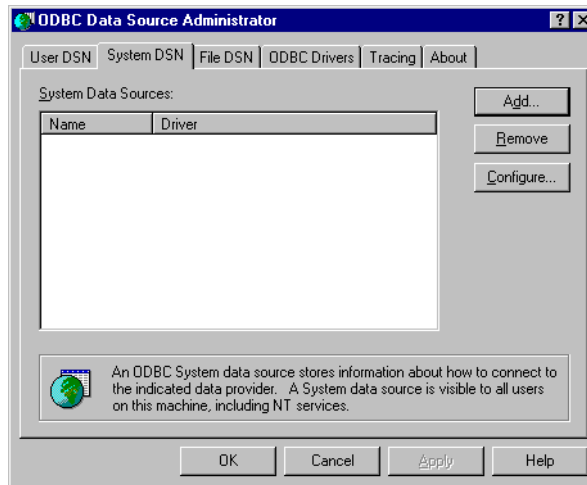 ODBC Data Source Administrator
User DSN System DSN File DSN ODBC Drivers Tracing About
System Data Sources:
Name Driver
Add...
Remove
Configure...
An ODBC System data source stores information about how to connect to
the indicated data provider. A System data source is visible to all users
on this machine, including NT services.
OK Cancel Apply Help